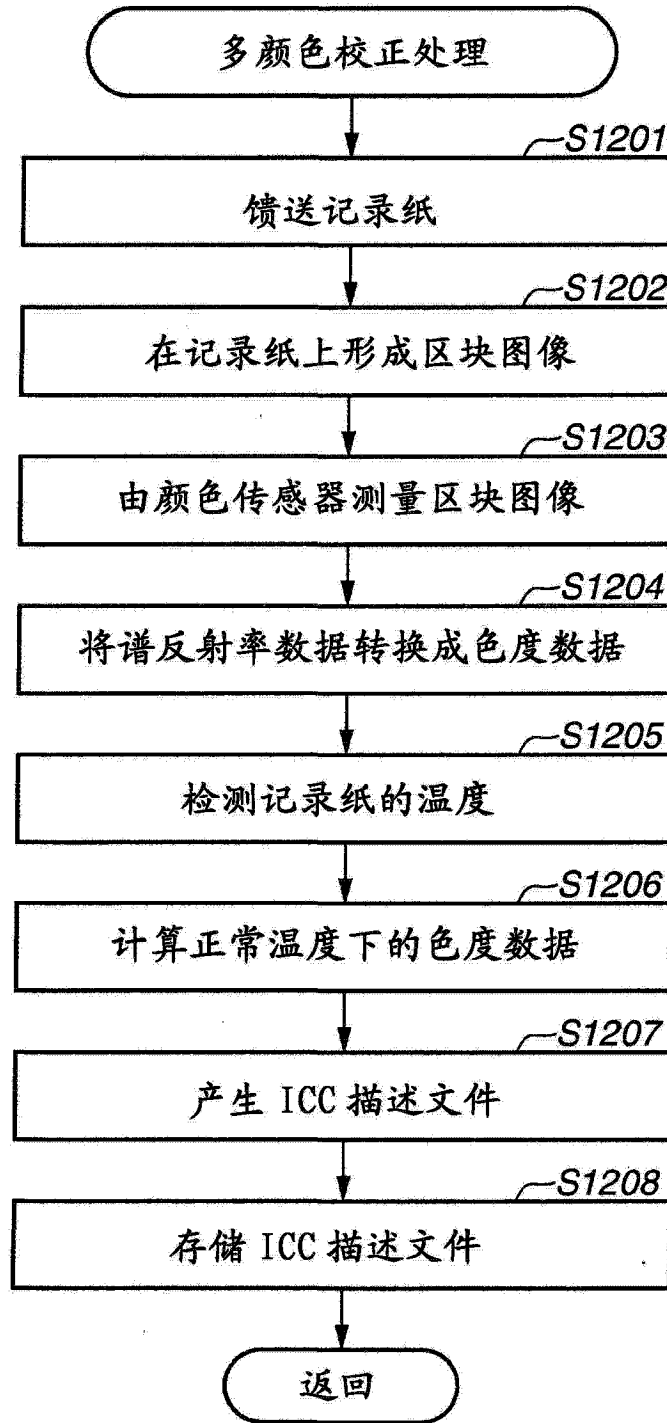 多颜色校正处理
S1201
馈送记录纸
S1202
在记录纸上形成区块图像
S1203
由颜色传感器测量区块图像
S1204
将谱反射率数据转换成色度数据
S1205
检测记录纸的温度
S1206
计算正常温度下的色度数据
S1207
产生 ICC 描述文件
S1208
存储 ICC 描述文件
返回